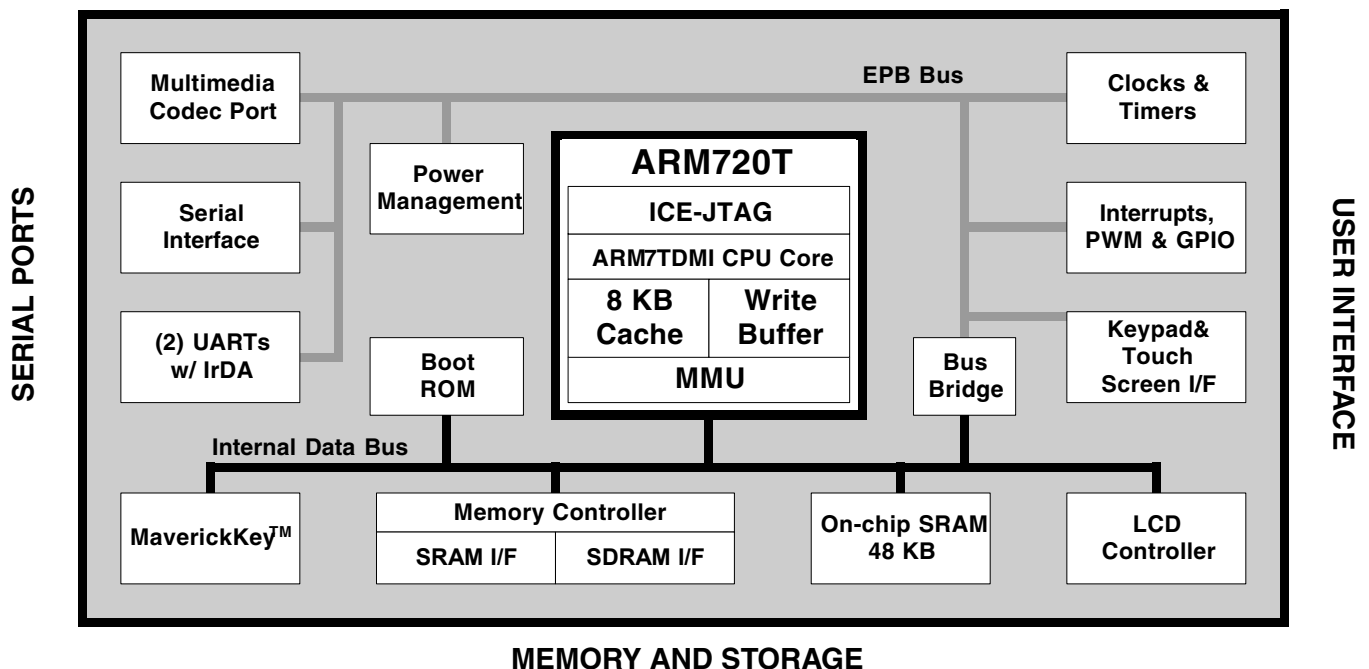 EPB Bus
Multimedia
Codec Port
Clocks &
Timers
Power
Management
ARM720T
ICE-JTAG
ARM7TDMI CPU Core
8 KB
Cache
Write
Buffer
MMU
Serial
Interface
Interrupts,
PWM & GPIO
(2) UARTs
w/ IrDA
Boot
ROM
Bus
Bridge
Keypad&
Touch
Screen I/F
SERIAL PORTS
USER INTERFACE
Internal Data Bus
MaverickKey™
Memory Controller
SRAM I/F
SDRAM I/F
On-chip SRAM
48 KB
LCD
Controller
MEMORY AND STORAGE